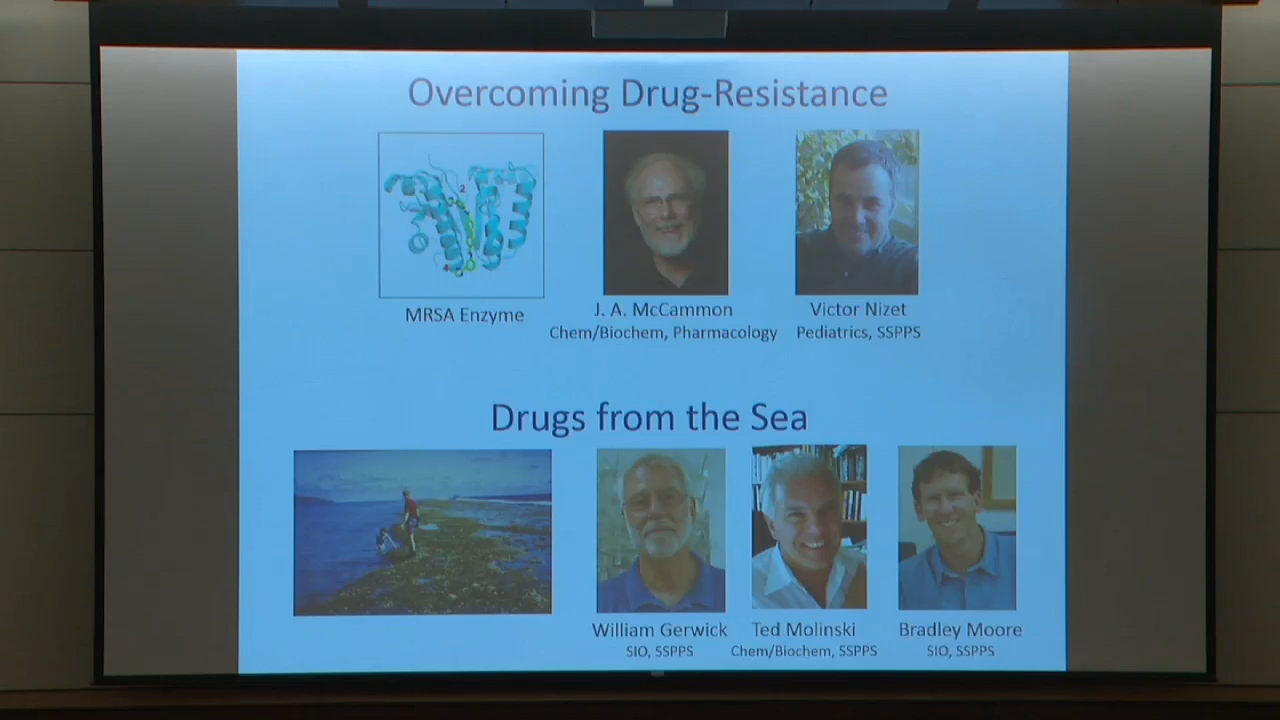 Overcoming Drug-Resistance
MRSA Enzyme
J. A. McCammon
Chem/Biochem, Pharmacology
Victor Nizet
Pediatrics, SSPPS
Drugs from the Sea
William Gerwick
SIO, SSPPS
Ted Molinski
Chem/Biochem, SSPPS
Bradley Moore
SIO, SSPPS